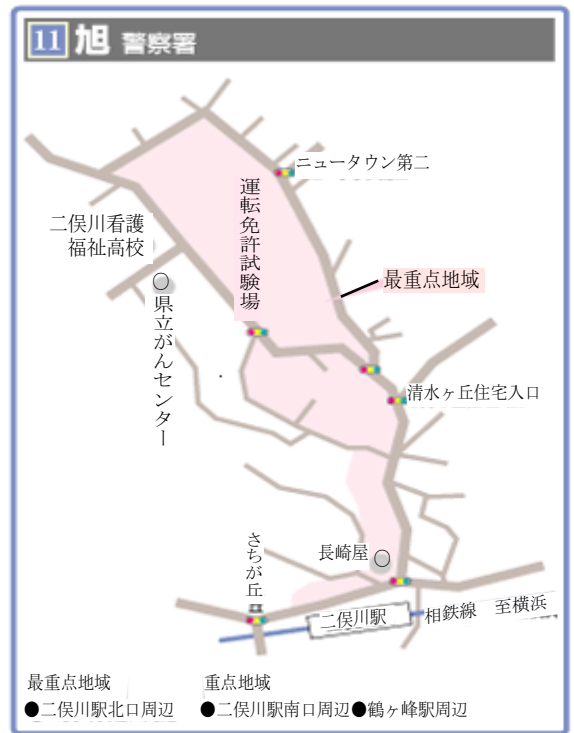 11 旭 警察署
ニュータウン第二
運転免許試験場
二俣川看護
福祉高校
最重点地域
県立がんセンター
清水ヶ丘住宅入口
さちが丘
長崎屋
二俣川駅
相鉄線 至横浜
最重点地域 重点地域
●二俣川駅北口周辺 ●二俣川駅南口周辺●鶴ヶ峰駅周辺